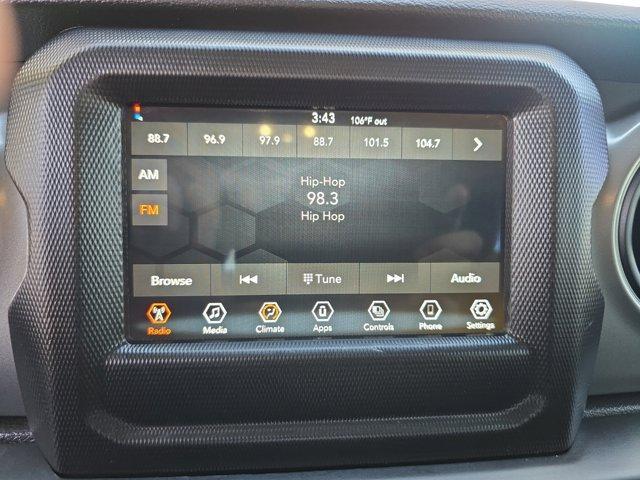 3:43 106°F out
88.7 96.9 97.9 88.7 101.5 104.7
AM
FM
Hip-Hop
98.3
Hip Hop
Browse Tune Audio
Radio Media Climate Apps Controls Phone Settings